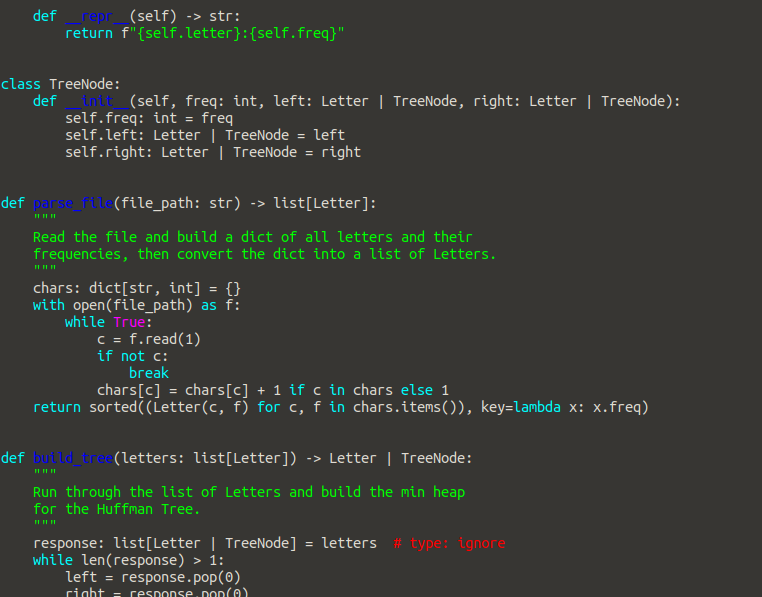 def __repr__(self) -> str:
        return f"{self.letter}:{self.freq}"


class TreeNode:
    def __init__(self, freq: int, left: Letter | TreeNode, right: Letter | TreeNode):
        self.freq: int = freq
        self.left: Letter | TreeNode = left
        self.right: Letter | TreeNode = right


def parse_file(file_path: str) -> list[Letter]:
    """
    Read the file and build a dict of all letters and their
    frequencies, then convert the dict into a list of Letters.
    """
    chars: dict[str, int] = {}
    with open(file_path) as f:
        while True:
            c = f.read(1)
            if not c:
                break
            chars[c] = chars[c] + 1 if c in chars else 1
    return sorted((Letter(c, f) for c, f in chars.items()), key=lambda x: x.freq)


def build_tree(letters: list[Letter]) -> Letter | TreeNode:
    """
    Run through the list of Letters and build the min heap
    for the Huffman Tree.
    """
    response: list[Letter | TreeNode] = letters  # type: ignore
    while len(response) > 1:
        left = response.pop(0)
        right = response.pop(0)